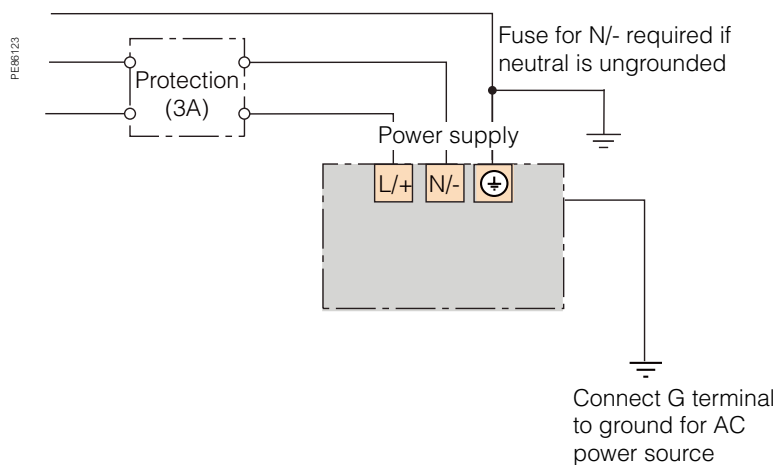 PE86123
Fuse for N/- required if
neutral is ungrounded
Protection
(3A)
Power supply
L/+ N/-
Connect G terminal
to ground for AC
power source